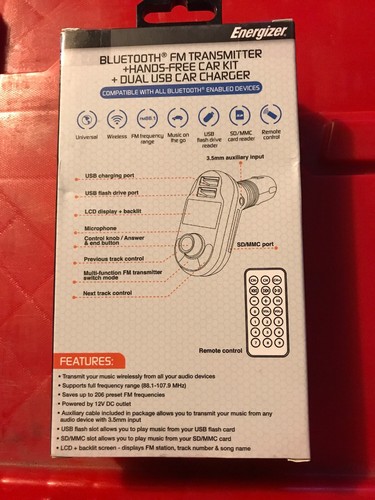 Energizer.
BLUETOOTH® FM TRANSMITTER
+HANDS-FREE CAR KIT
+ DUAL USB CAR CHARGER
COMPATIBLE WITH ALL BLUETOOTH® ENABLED DEVICES
Universal
Wireless
FM frequency
range
Music on
the go
USB
flash drive
reader
SD/MMC
card reader
Remote
control
3.5mm auxiliary input
USB charging port
USB flash drive port
LCD display + backlit
Microphone
Control knob / Answer
& end button
SD/MMC port
Previous track control
Multi-function FM transmitter
switch mode
Next track control
Remote control
FEATURES:
• Transmit your music wirelessly from all audio devices
• Supports full frequency range (88.1-107.9 MHz)
• Saves up to 206 preset FM frequencies
• Powered by 12V DC outlet
• Auxiliary cable included in package allows you to transmit your music from any
audio device with 3.5mm input
• USB flash slot allows you to play music from your USB flash card
• SD/MMC slot allows you to play music from your SD/MMC card
• LCD + backlit screen - displays FM station, track number & song name